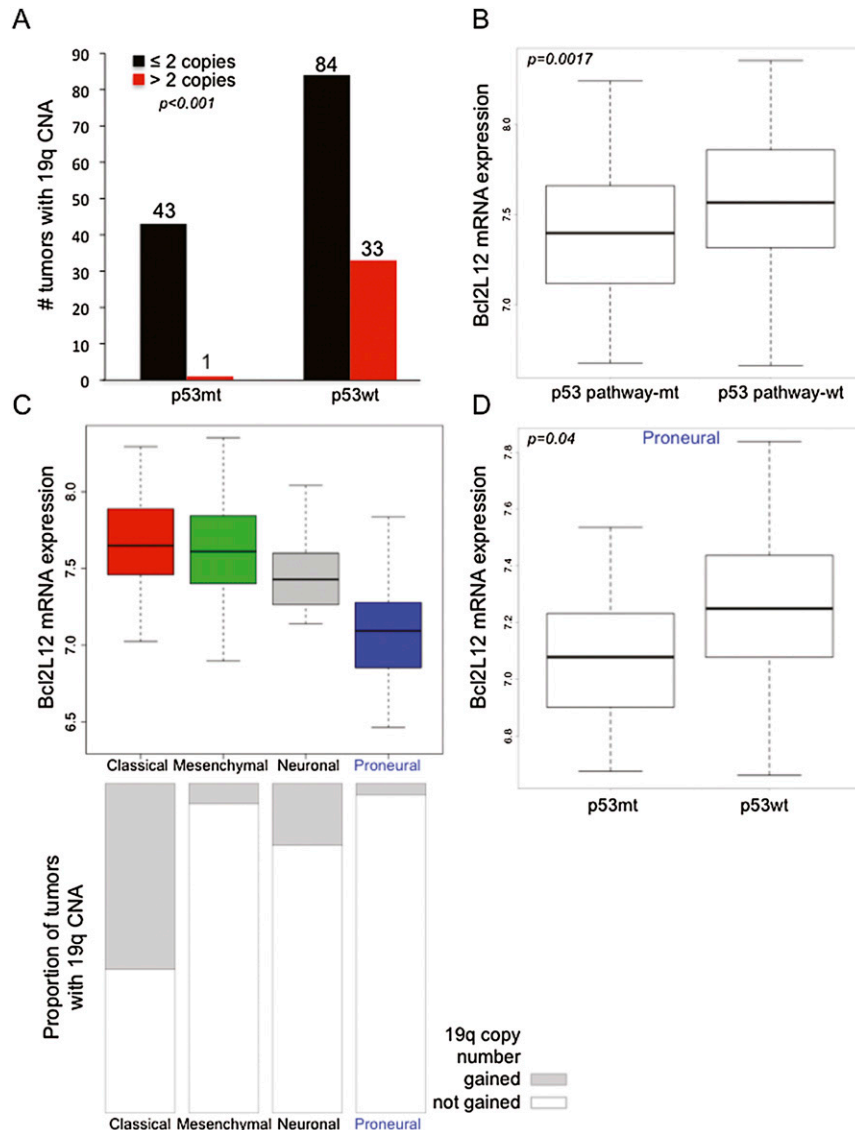 A
# tumors with 19q CNA
90
80
70
60
50
40
30
20
10
0
≤ 2 copies
> 2 copies
p<0.001
43
1
84
33
p53mt
p53wt
B
Bcl2L12 mRNA expression
8.0
7.5
7.0
p=0.0017
p53 pathway-mt
p53 pathway-wt
C
Bcl2L12 mRNA expression
8.0
7.5
7.0
6.5
Classical
Mesenchymal
Neuronal
Proneural
Proportion of tumors
with 19q CNA
Classical
Mesenchymal
Neuronal
Proneural
19q copy
number
gained
not gained
D
Bcl2L12 mRNA expression
7.8
7.6
7.4
7.2
7.0
6.8
p=0.04
Proneural
p53mt
p53wt